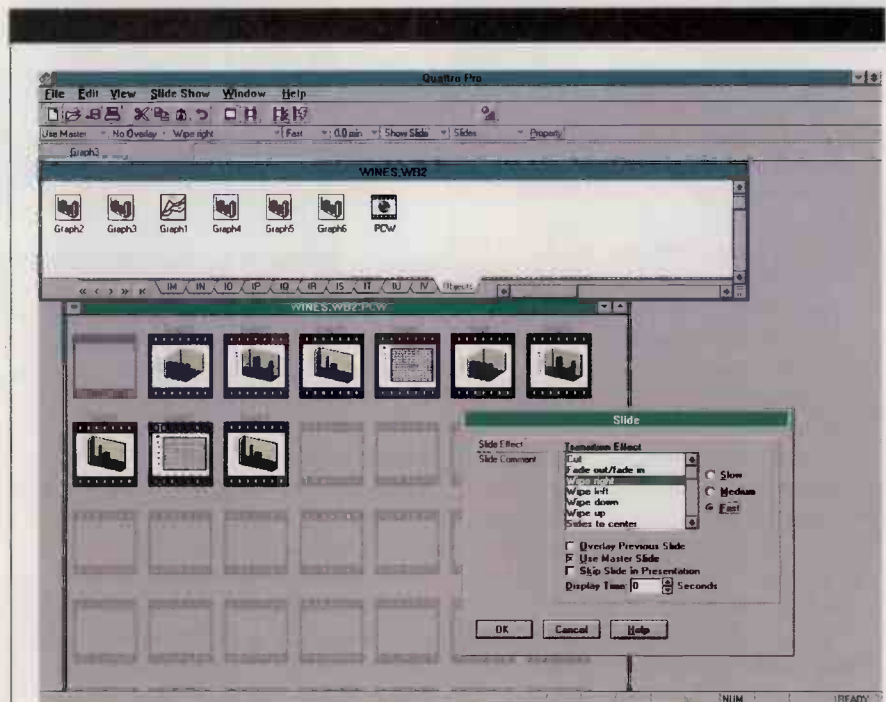 Quattro Pro
File Edit View Slide Show Window Help
Use Master No Overlay Wipe right Fast 0.0 min Show Slide Slides Property
Graph3
WINES.WB2
Graph2 Graph3 Graph1 Graph4 Graph5 Graph6 PCW
IM IN IO IP IQ IR IS IT IU IV Objects
WINES.WB2:PCW
Slide
Slide Effect
Slide Comment
Transition Effect
Cut
Fade out/fade in
Wipe right
Wipe left
Wipe down
Wipe up
Sides to center
Slow
Medium
Fast
Overlay Previous Slide
Use Master Slide
Skip Slide in Presentation
Display Time: 0 Seconds
OK Cancel Help
NUM READY